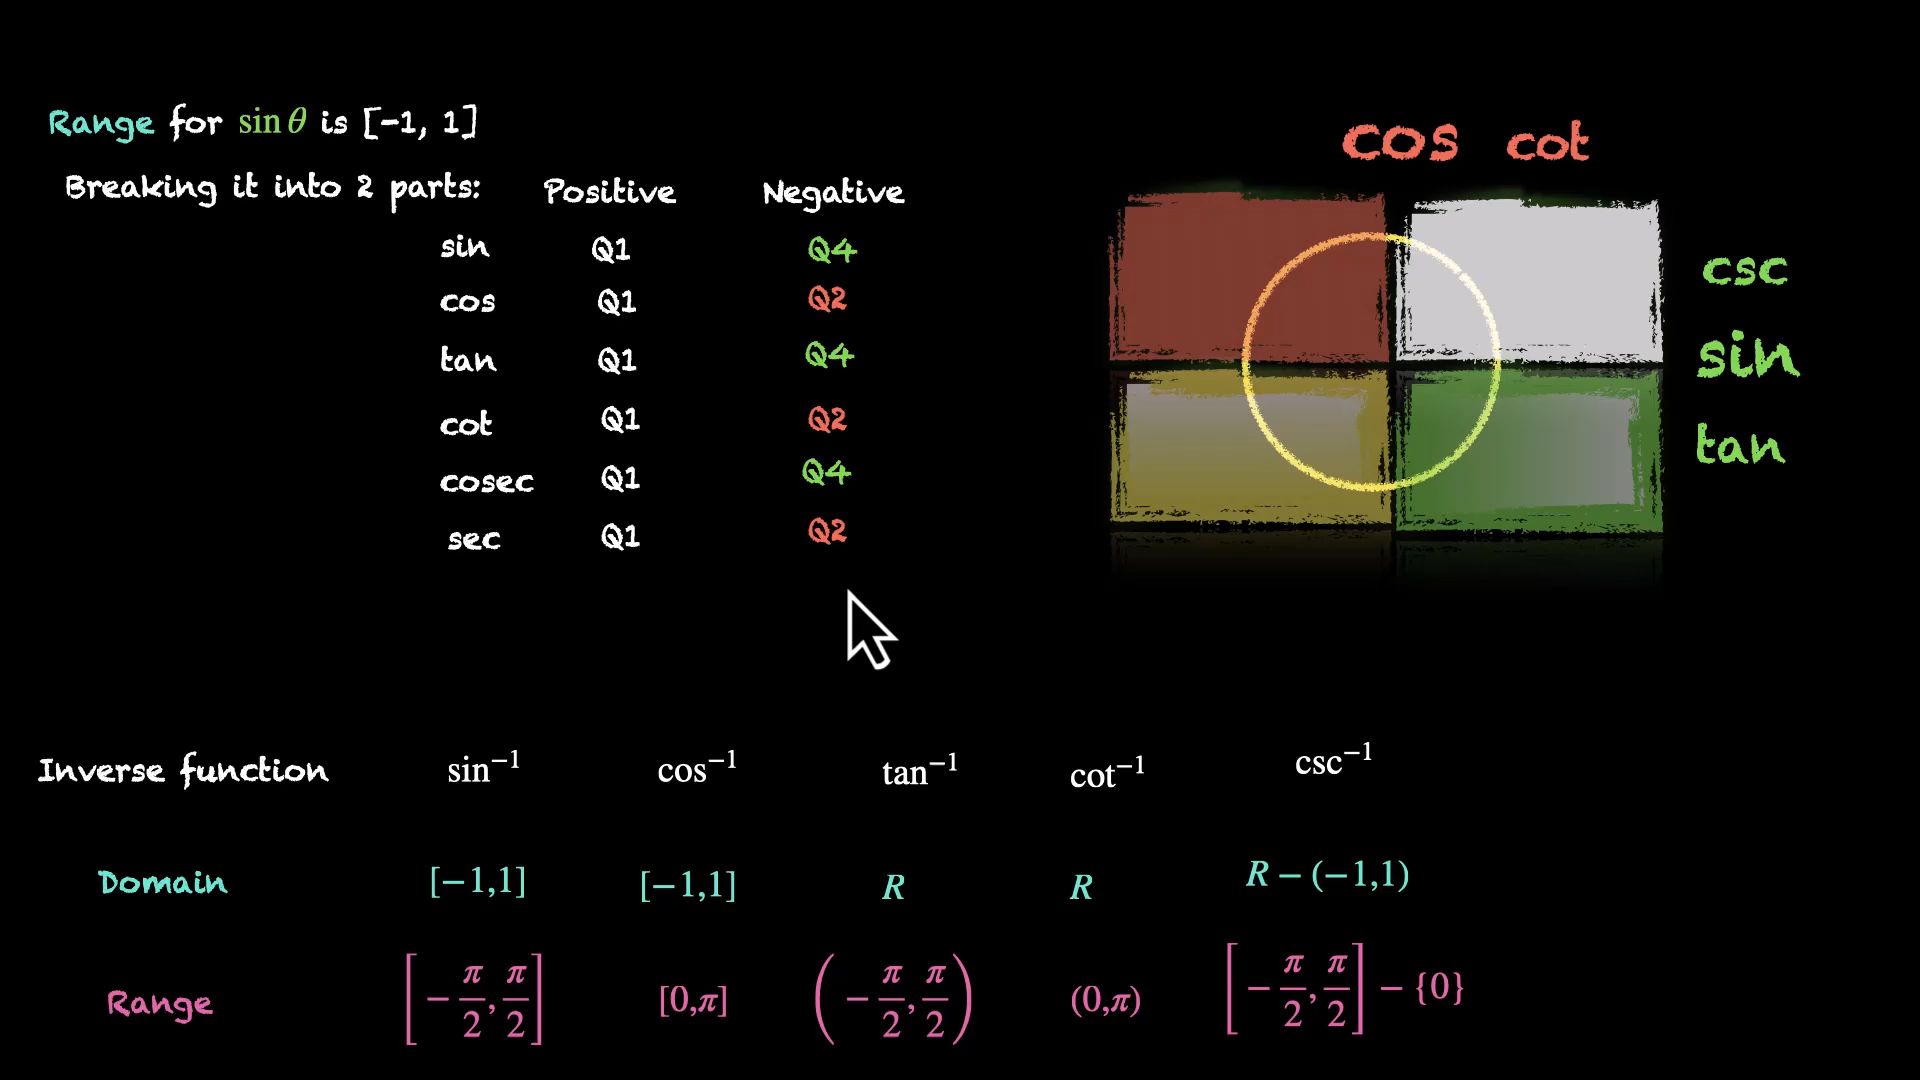 Range for sin θ is [-1, 1]
Breaking it into 2 parts: Positive Negative
sin Q1 Q4
cos Q1 Q2
tan Q1 Q4
cot Q1 Q2
cosec Q1 Q4
sec Q1 Q2
cos cot
csc
sin
tan
Inverse function sin⁻¹ cos⁻¹ tan⁻¹ cot⁻¹ csc⁻¹
Domain [−1,1] [−1,1] R R R − (−1,1)
Range [−π/2, π/2] [0,π] (−π/2, π/2) (0,π) [−π/2, π/2] − {0}